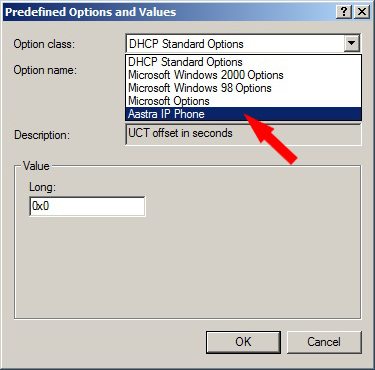 Predefined Options and Values
Option class: DHCP Standard Options
DHCP Standard Options
Option name:
Microsoft Windows 2000 Options
Microsoft Windows 98 Options
Microsoft Options
Aastra IP Phone
Description: UCT offset in seconds
Value
Long:
0x0
OK Cancel